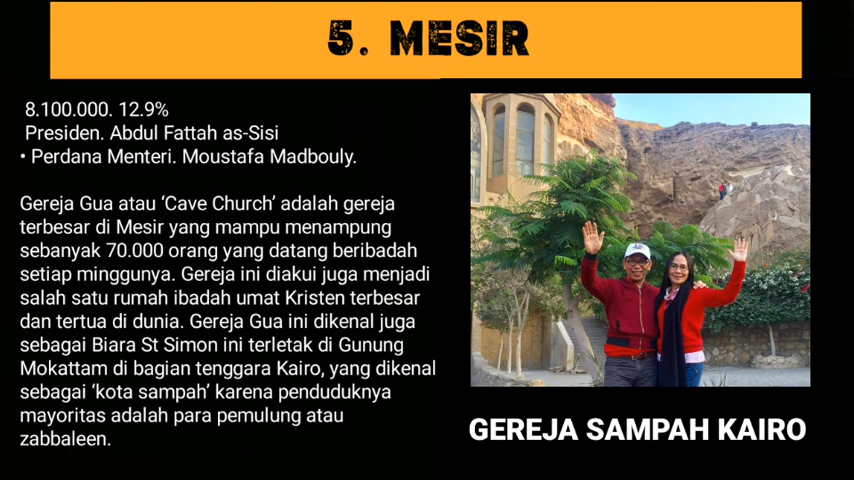 5. MESIR
8.100.000. 12.9%
Presiden. Abdul Fattah as-Sisi
• Perdana Menteri. Moustafa Madbouly.
Gereja Gua atau ‘Cave Church’ adalah gereja
terbesar di Mesir yang mampu menampung
sebanyak 70.000 orang yang datang beribadah
setiap minggunya. Gereja ini diakui juga menjadi
salah satu rumah ibadah umat Kristen terbesar
dan tertua di dunia. Gereja Gua ini dikenal juga
sebagai Biara St Simon ini terletak di Gunung
Mokattam di bagian tenggara Kairo, yang dikenal
sebagai ‘kota sampah’ karena penduduknya
mayoritas adalah para pemulung atau
zabbaleen.
GEREJA SAMPAH KAIRO